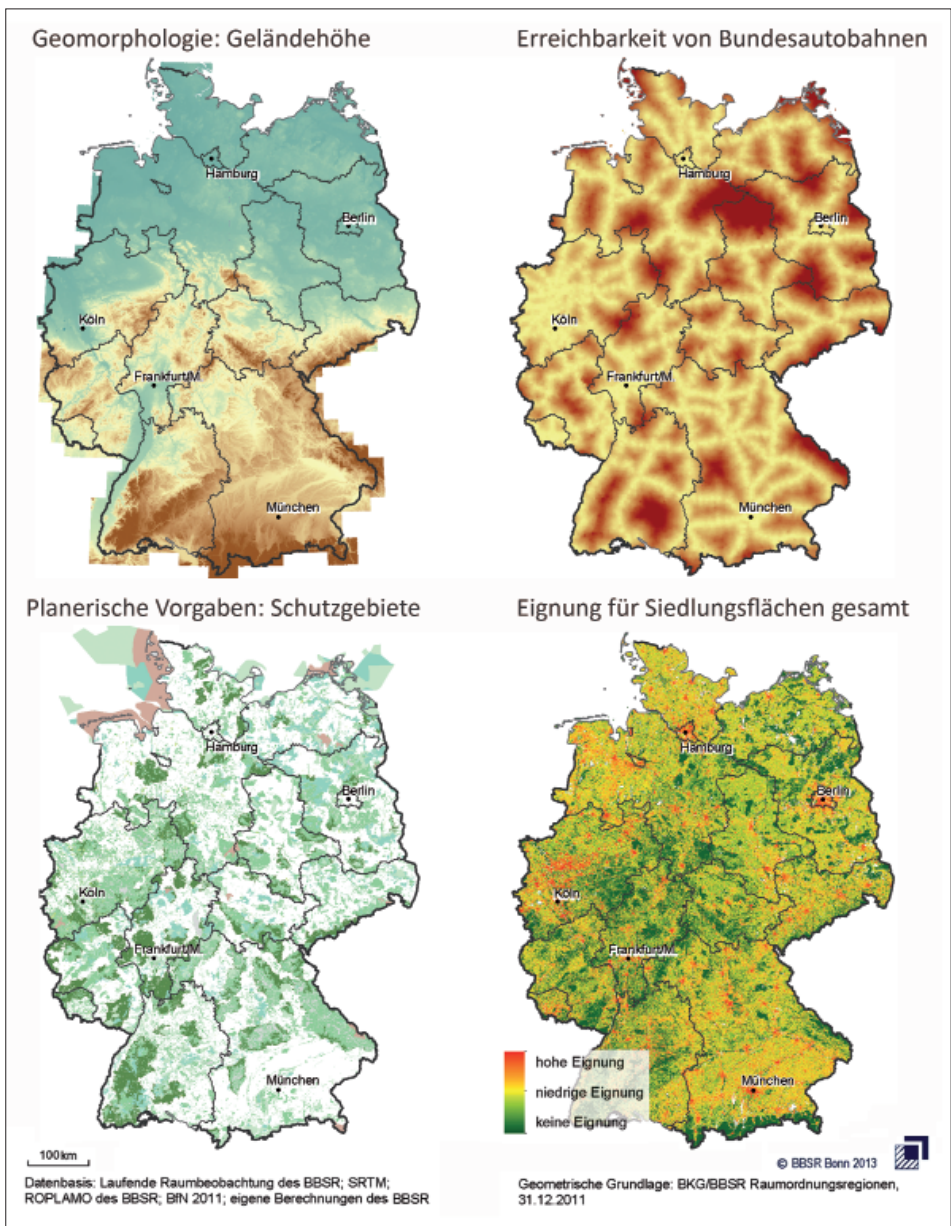 Geomorphologie: Geländehöhe
Hamburg
Berlin
Köln
Frankfurt/M.
München
Erreichbarkeit von Bundesautobahnen
Hamburg
Berlin
Köln
Frankfurt/M.
München
Planerische Vorgaben: Schutzgebiete
Hamburg
Berlin
Köln
Frankfurt/M.
München
100 km
Datenbasis: Laufende Raumbeobachtung des BBSR; SRTM;
ROPLAMO des BBSR; BfN 2011; eigene Berechnungen des BBSR
Eignung für Siedlungsflächen gesamt
Hamburg
Berlin
Köln
Frankfurt/M.
München
hohe Eignung
niedrige Eignung
keine Eignung
© BBSR Bonn 2013
Geometrische Grundlage: BKG/BBSR Raumordnungsregionen,
31.12.2011